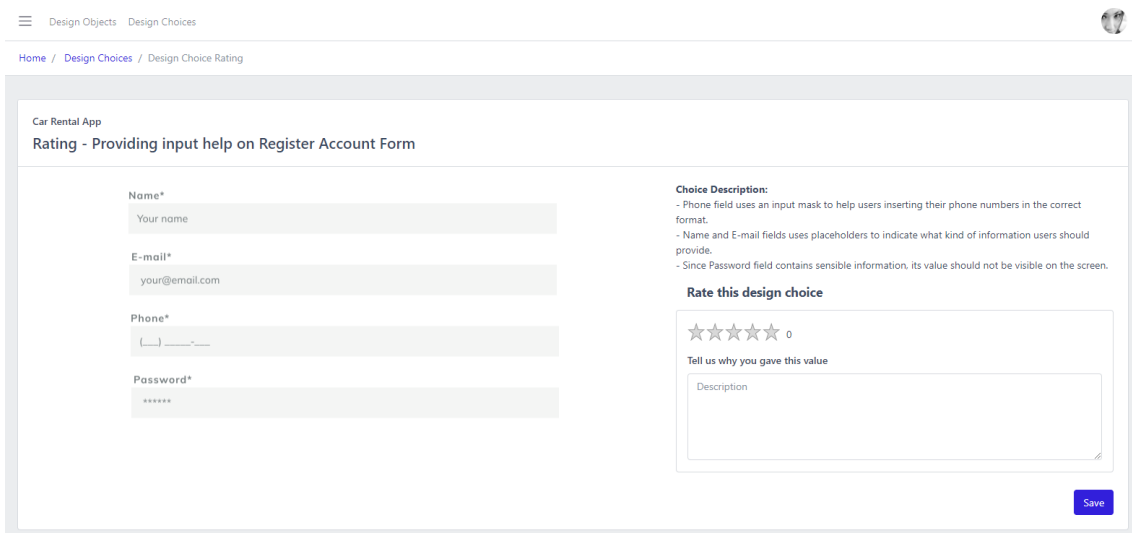 Design Objects Design Choices
Home / Design Choices / Design Choice Rating
Car Rental App
Rating - Providing input help on Register Account Form
Name*
Your name
E-mail*
your@email.com
Phone*
(___) _____-___
Password*
******
Choice Description:
- Phone field uses an input mask to help users inserting their phone numbers in the correct
format.
- Name and E-mail fields uses placeholders to indicate what kind of information users should
provide.
- Since Password field contains sensible information, its value should not be visible on the screen.
Rate this design choice
0
Tell us why you gave this value
Description
Save